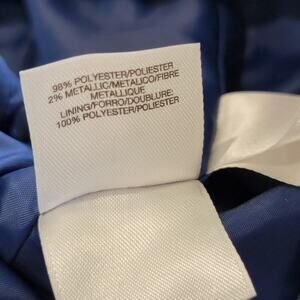 98% POLYESTER/POLIESTER
2% METALLIC/METALICO/FIBRE
METALLIQUE
LINING/FORRO/DOUBLURE:
100% POLYESTER/POLIESTER